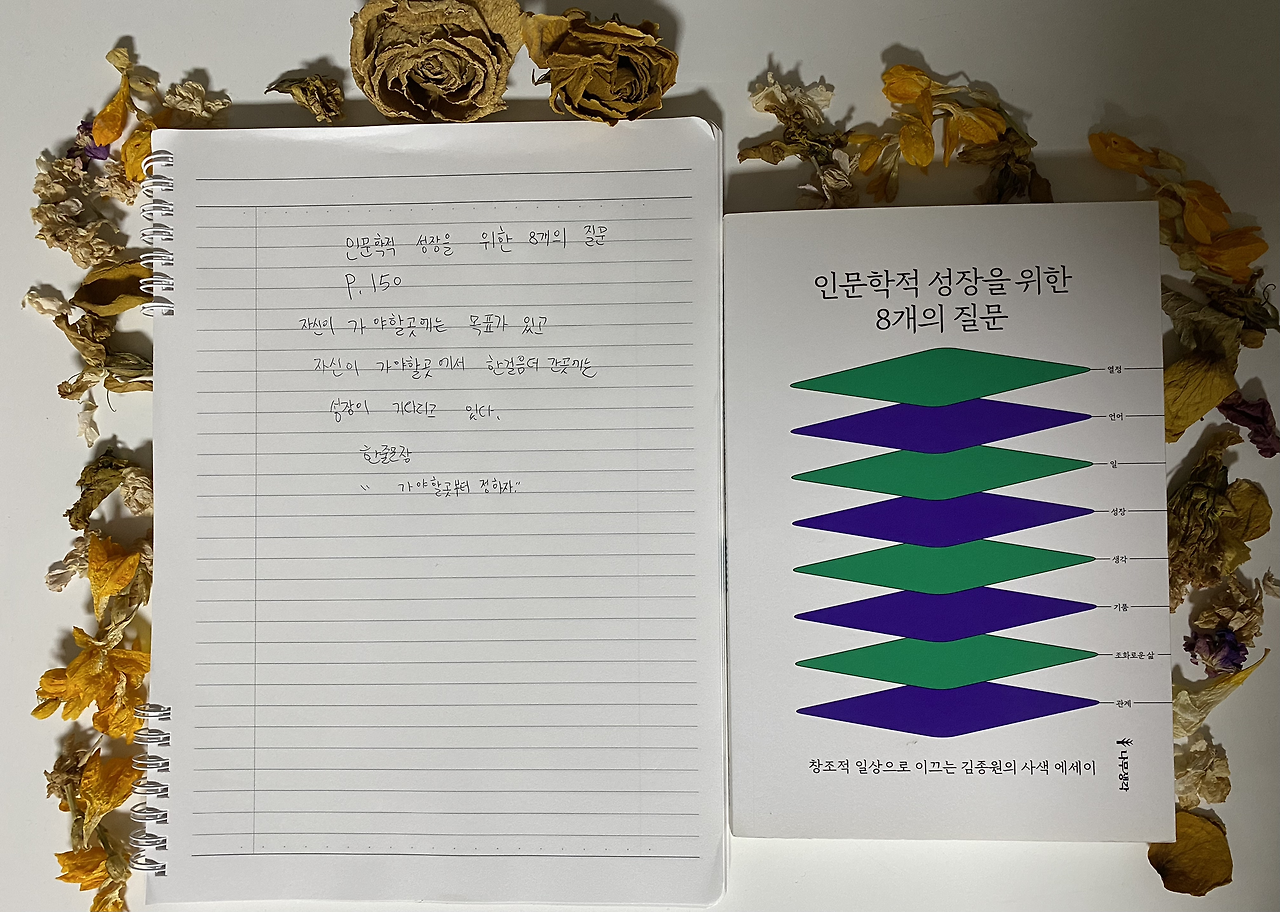 인문학적 성장을 위한 8개의 질문
P. 150
자신이 가야할곳에는 목표가 있고
자신이 가야할곳에서 한걸음더 간곳에는
성장이 기다리고 있다.
한줄문장
" 가야할곳부터 정하자."
인문학적 성장을 위한
8개의 질문
열정
언어
일
성장
생각
기품
조화로운 삶
관계
창조적 일상으로 이끄는 김종원의 사색 에세이
나무생각